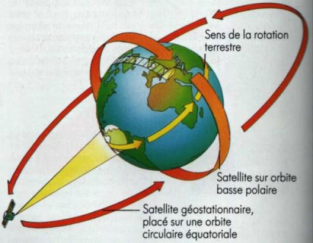 Sens de la rotation
terrestre
Satellite sur orbite
basse polaire
Satellite géostationnaire,
placé sur une orbite
circulaire équatoriale